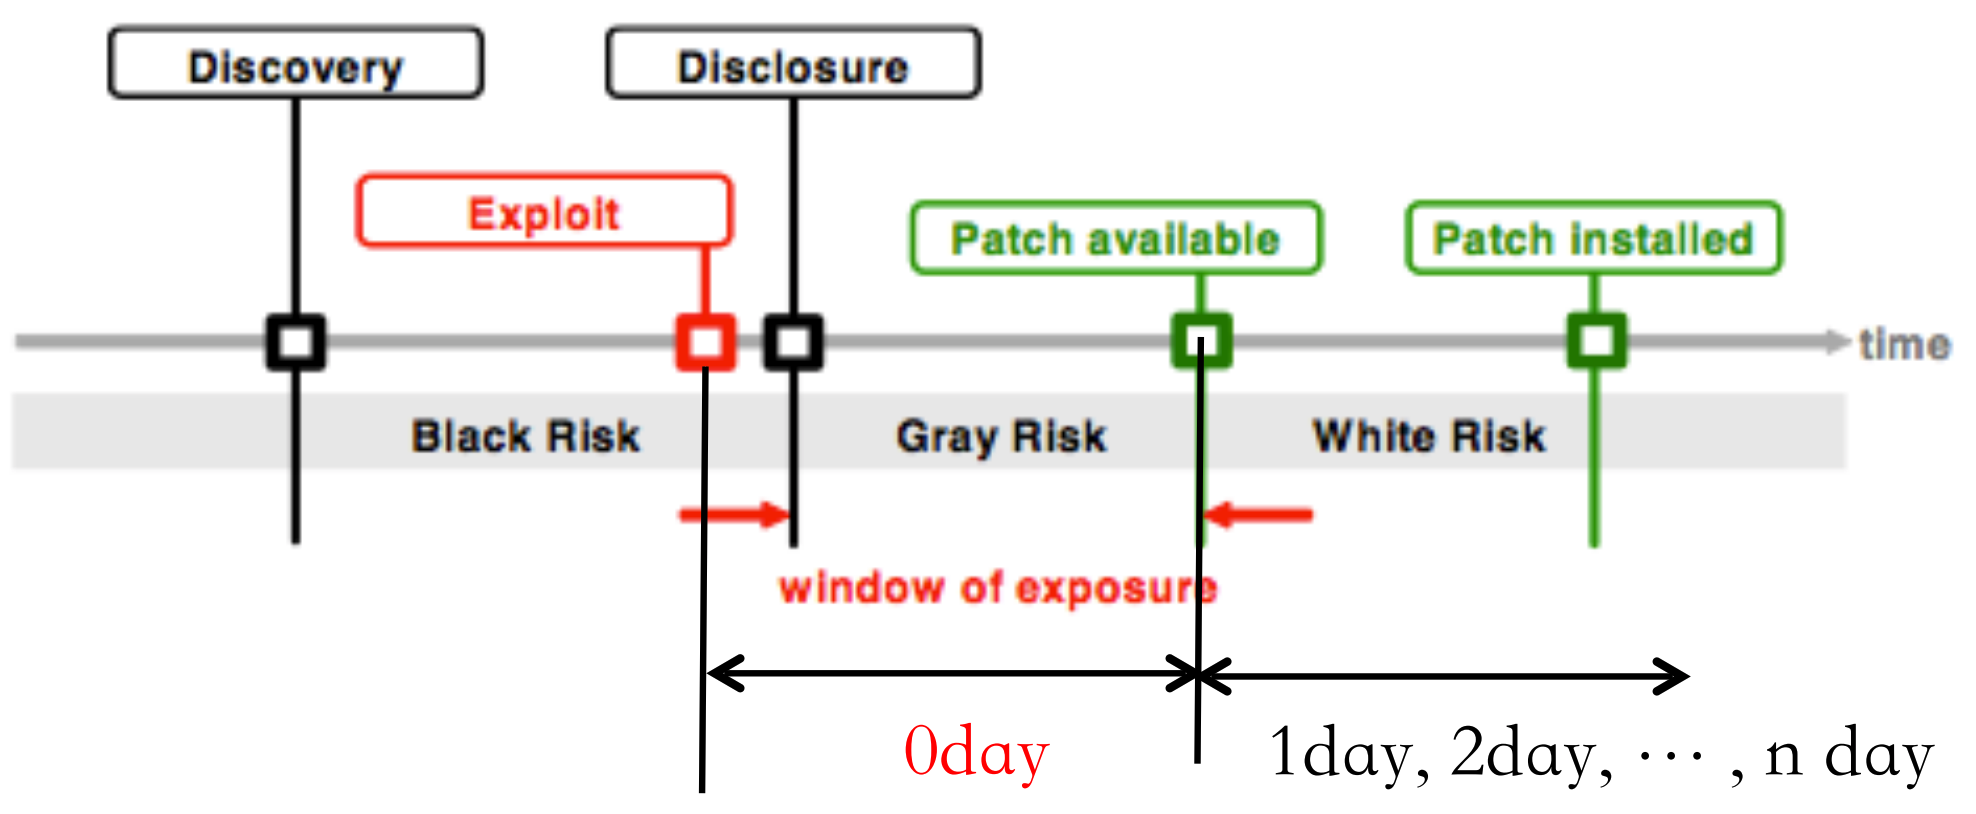 Discovery
Disclosure
Exploit
Patch available
Patch installed
time
Black Risk
Gray Risk
White Risk
window of exposure
0day
1day, 2day, ··· , n day